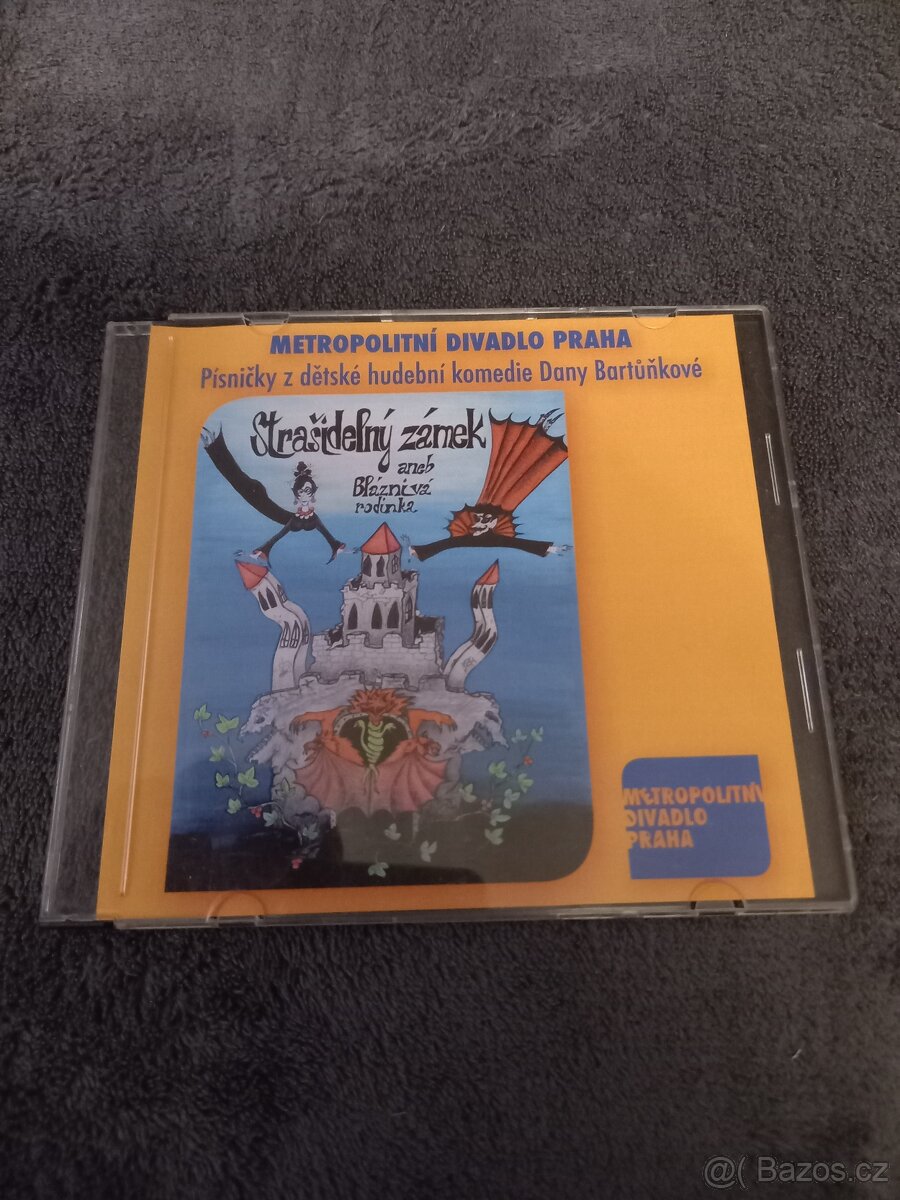 METROPOLITNÍ DIVADLO PRAHA
Písničky z dětské hudební komedie Dany Bartůňkové
Strašidelný zámek
aneb
Bláznivá
rodinka
METROPOLITNÍ
DIVADLO
PRAHA
@( Bazos.cz